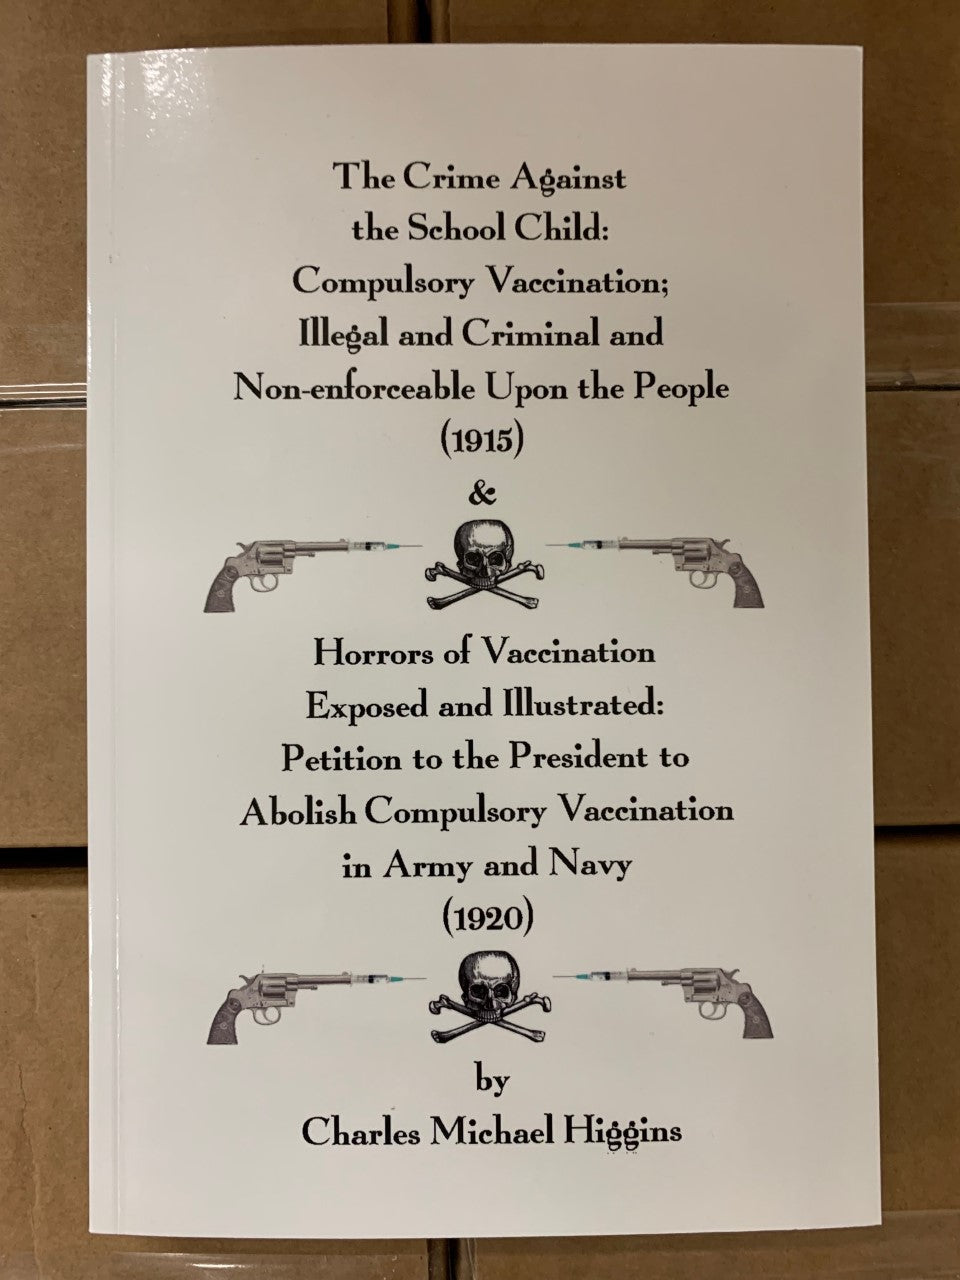 The Crime Against
the School Child:
Compulsory Vaccination;
Illegal and Criminal and
Non-enforceable Upon the People
(1915)
&
Horrors of Vaccination
Exposed and Illustrated:
Petition to the President to
Abolish Compulsory Vaccination
in Army and Navy
(1920)
by
Charles Michael Higgins